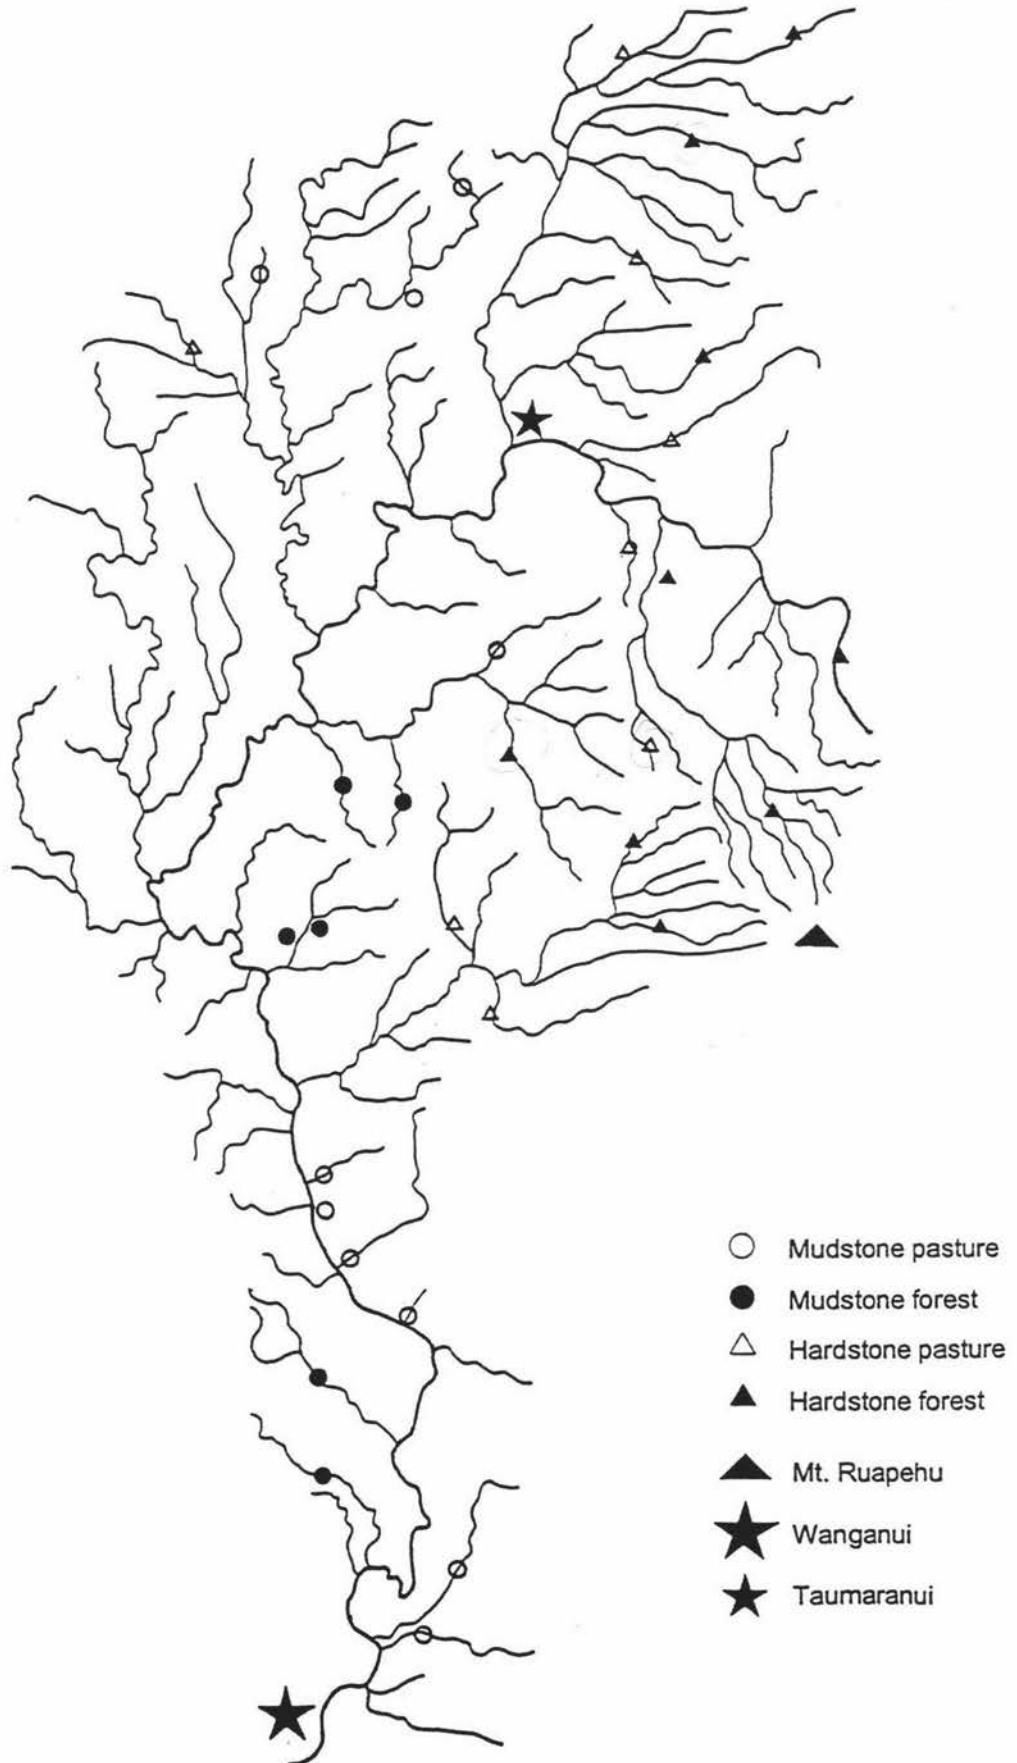 Mudstone pasture
Mudstone forest
Hardstone pasture
Hardstone forest
Mt. Ruapehu
Wanganui
Taumaranui